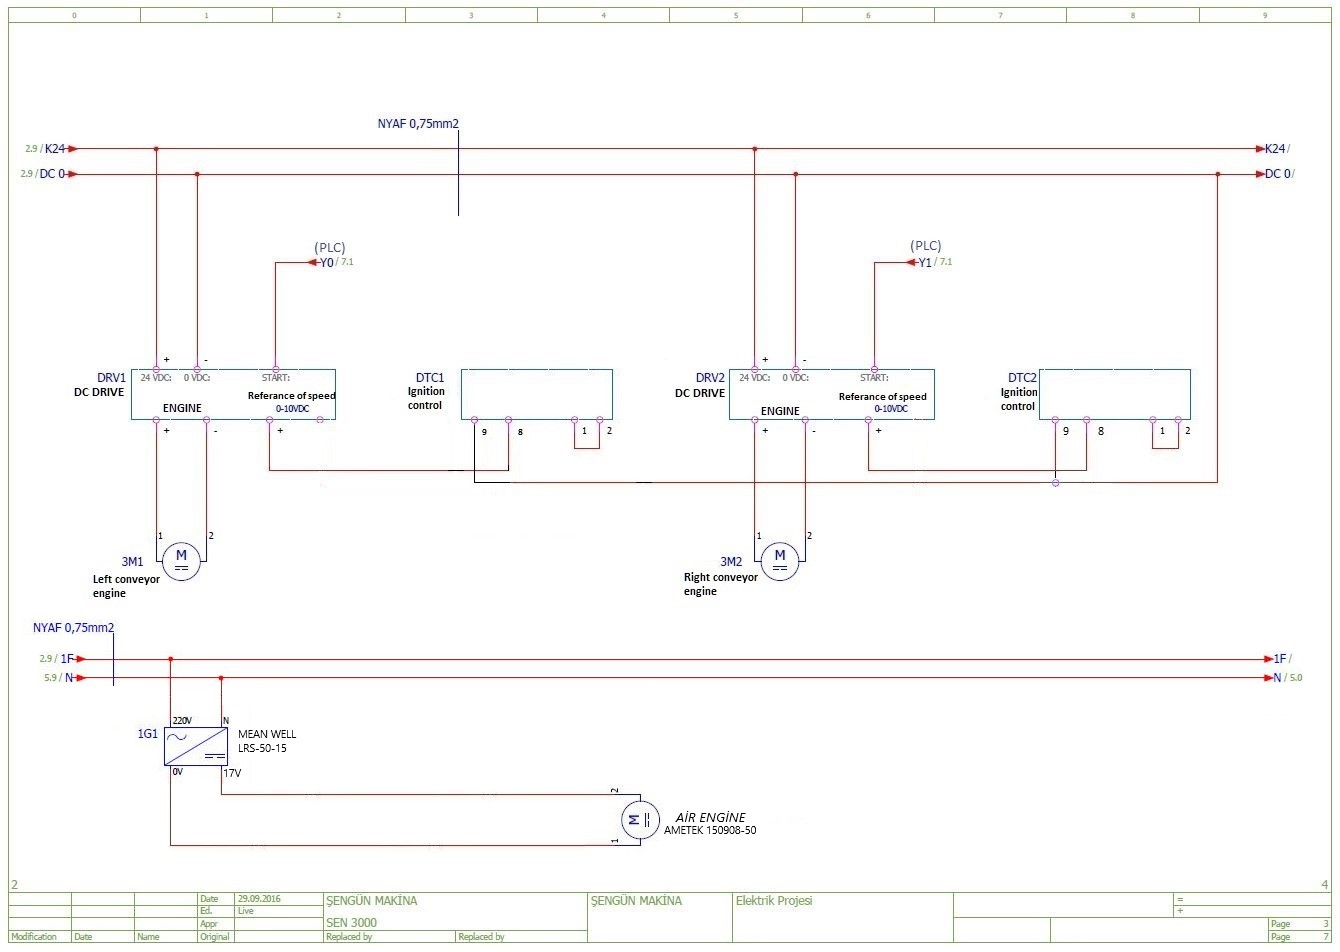 0 1 2 3 4 5 6 7 8 9
NYAF 0,75mm2
2.9 / K24 K24 /
2.9 / DC 0 DC 0 /
(PLC) (PLC)
Y0 / 7.1 Y1 / 7.1
+ - + -
DRV1 24 VDC: 0 VDC: START: DTC1 DRV2 24 VDC: 0 VDC: START: DTC2
DC DRIVE Ignition DC DRIVE Ignition
Referance of speed control Referance of speed control
ENGINE 0-10VDC ENGINE 0-10VDC
+ - + 9 8 1 2 + - + 9 8 1 2
1 2 1 2
M M
3M1 3M2
Left conveyor Right conveyor
engine engine
NYAF 0,75mm2
2.9 / 1F 1F /
5.9 / N N / 5.0
220V N
1G1 MEAN WELL
LRS-50-15
0V 17V
2
M AİR ENGİNE
AMETEK 150908-50
1
2 4
Date 29.09.2016 ŞENGÜN MAKİNA ŞENGÜN MAKİNA Elektrik Projesi =
Ed. Live +
Appr SEN 3000 Page 3
Modification Date Name Original Replaced by Replaced by Page 7